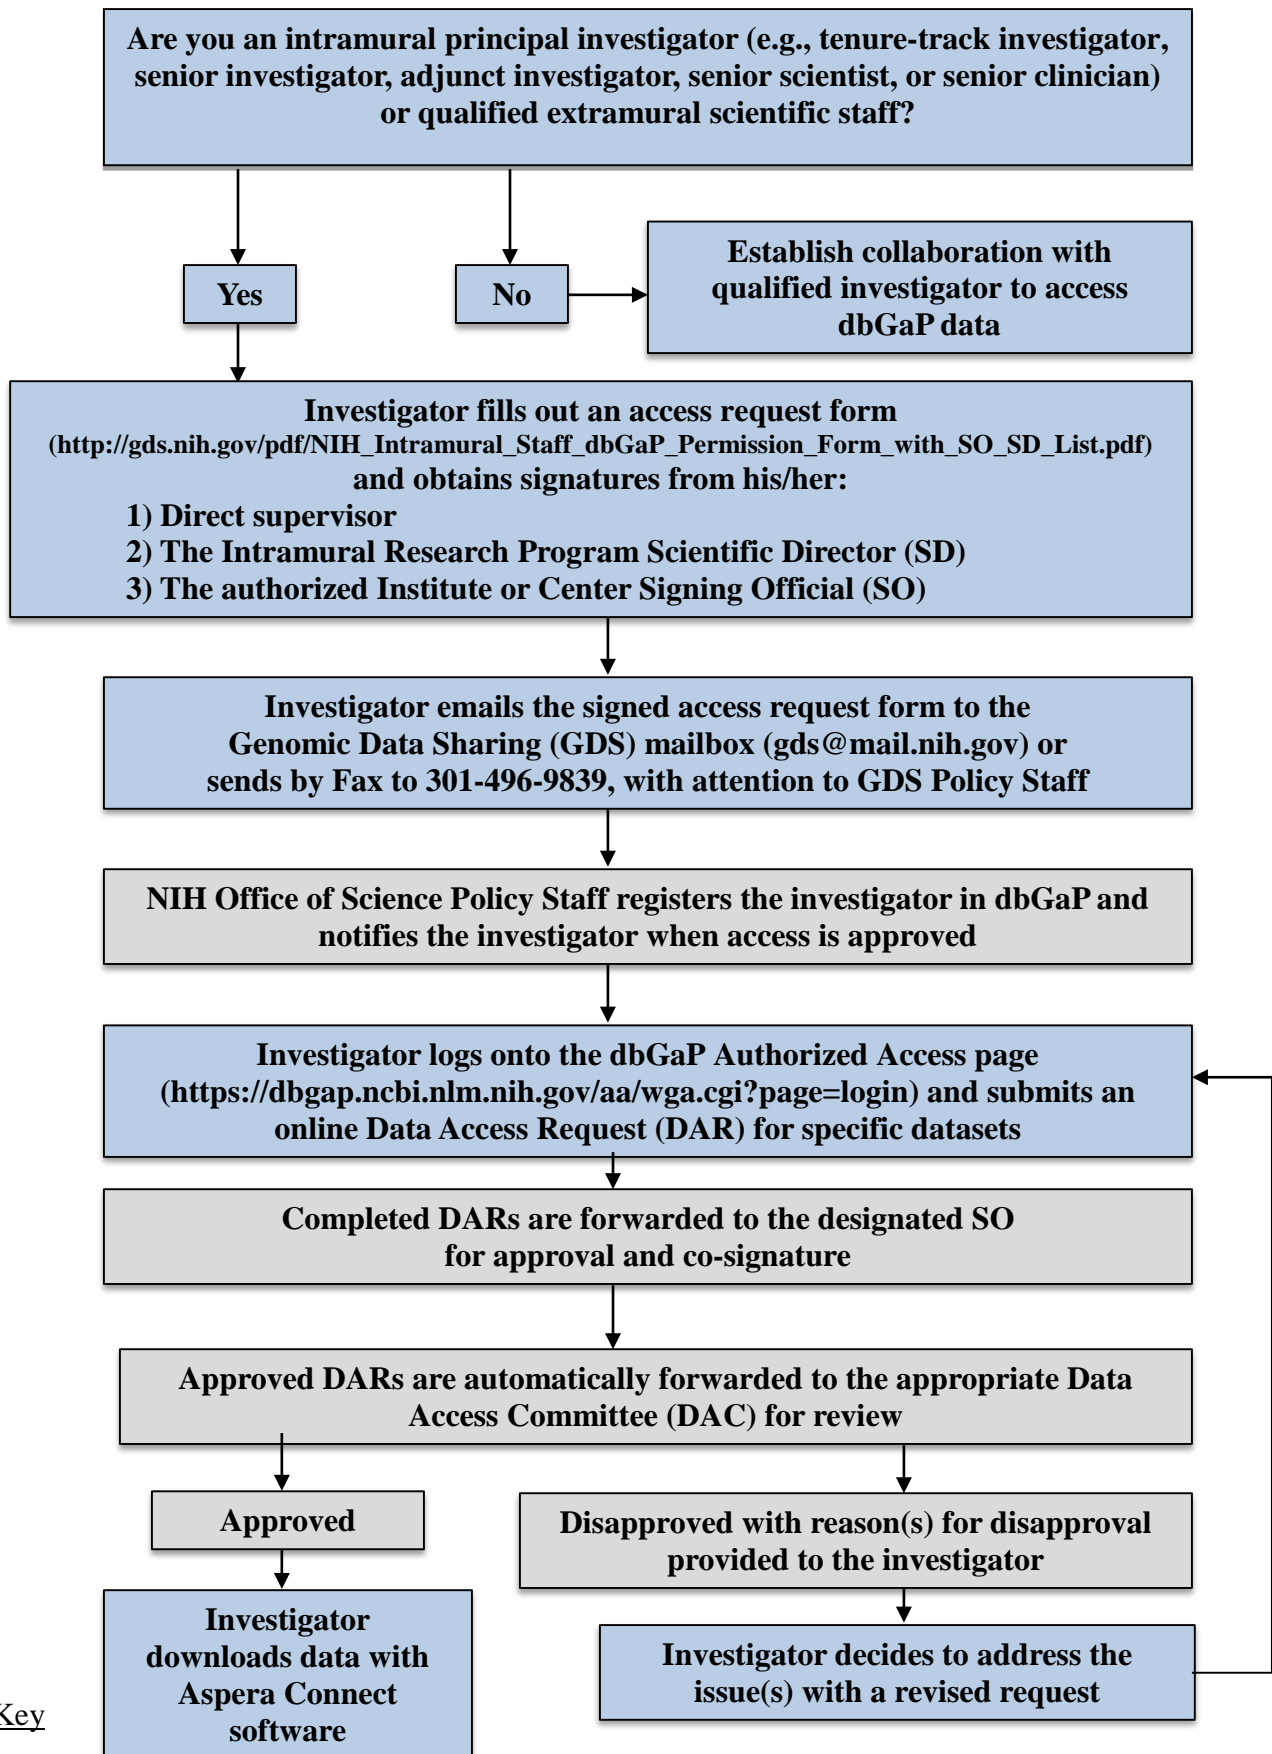 Are you an intramural principal investigator (e.g., tenure-track investigator,
senior investigator, adjunct investigator, senior scientist, or senior clinician)
or qualified extramural scientific staff?
Yes
No
Establish collaboration with
qualified investigator to access
dbGaP data
Investigator fills out an access request form
(http://gds.nih.gov/pdf/NIH_Intramural_Staff_dbGaP_Permission_Form_with_SO_SD_List.pdf)
and obtains signatures from his/her:
1) Direct supervisor
2) The Intramural Research Program Scientific Director (SD)
3) The authorized Institute or Center Signing Official (SO)
Investigator emails the signed access request form to the
Genomic Data Sharing (GDS) mailbox (gds@mail.nih.gov) or
sends by Fax to 301-496-9839, with attention to GDS Policy Staff
NIH Office of Science Policy Staff registers the investigator in dbGaP and
notifies the investigator when access is approved
Investigator logs onto the dbGaP Authorized Access page
(https://dbgap.ncbi.nlm.nih.gov/aa/wga.cgi?page=login) and submits an
online Data Access Request (DAR) for specific datasets
Completed DARs are forwarded to the designated SO
for approval and co-signature
Approved DARs are automatically forwarded to the appropriate Data
Access Committee (DAC) for review
Approved
Disapproved with reason(s) for disapproval
provided to the investigator
Investigator
downloads data with
Aspera Connect
software
Investigator decides to address the
issue(s) with a revised request
Key